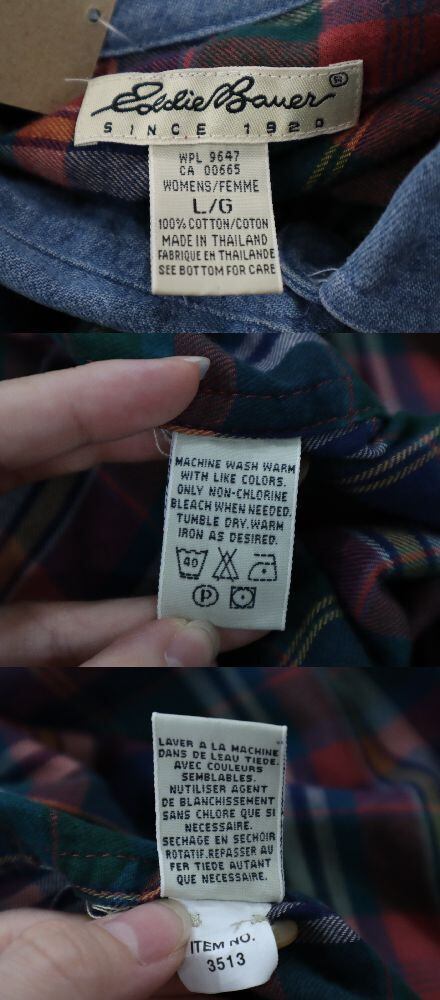 Eddie Bauer®
SINCE 1920
WPL 9647
CA 00665
WOMENS/FEMME
L/G
100% COTTON/COTON
MADE IN THAILAND
FABRIQUE EN THAILANDE
SEE BOTTOM FOR CARE
MACHINE WASH WARM
WITH LIKE COLORS.
ONLY NON-CHLORINE
BLEACH WHEN NEEDED.
TUMBLE DRY.WARM
IRON AS DESIRED.
40
P
LAVER A LA MACHINE
DANS DE LEAU TIEDE.
AVEC COULEURS
SEMBLABLES.
NUTILISER AGENT
DE BLANCHISSEMENT
SANS CHLORE QUE SI
NECESSAIRE.
SECHAGE EN SECHOIR
ROTATIF.REPASSER AU
FER TIEDE AUTANT
QUE NECESSAIRE.
ITEM NO.
3513